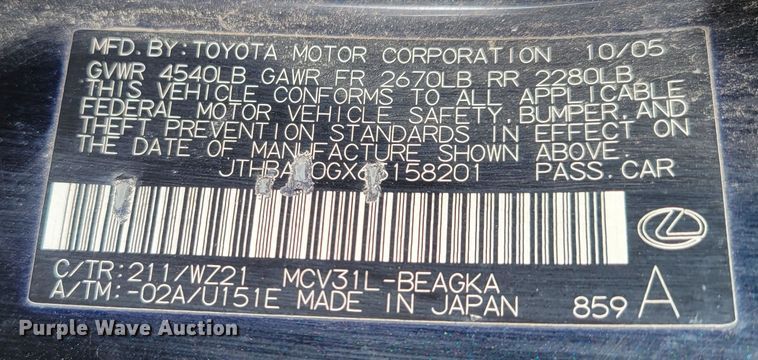 MFD. BY: TOYOTA MOTOR CORPORATION 10/05
GVWR 4540LB GAWR FR 2670LB RR 2280LB
THIS VEHICLE CONFORMS TO ALL APPLICABLE
FEDERAL MOTOR VEHICLE SAFETY, BUMPER, AND
THEFT PREVENTION STANDARDS IN EFFECT ON
THE DATE OF MANUFACTURE SHOWN ABOVE.
PASS. CAR
C/TR: 211/WZ21 MCV31L-BEAGKA
A/TM: -02A/U151E MADE IN JAPAN 859 A
Purple Wave Auction